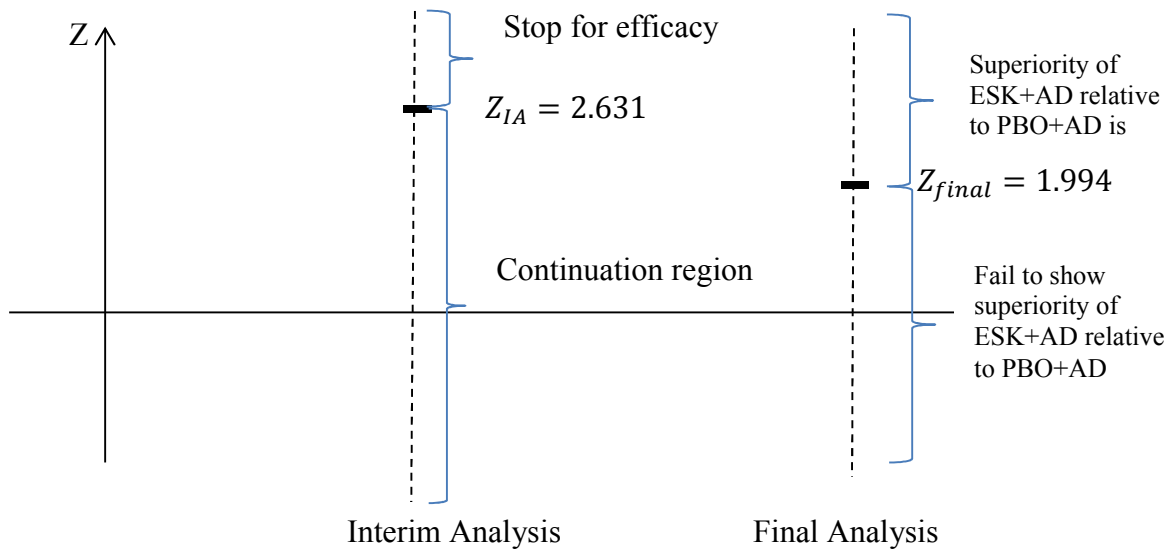 Z
Stop for efficacy
Z_IA = 2.631
Superiority of
ESK+AD relative
to PBO+AD is
Z_final = 1.994
Continuation region
Fail to show
superiority of
ESK+AD relative
to PBO+AD
Interim Analysis
Final Analysis